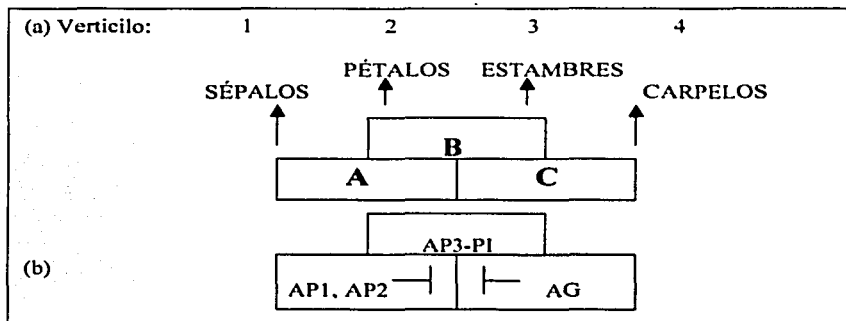 (a) Verticilo: 1 2 3 4
PÉTALOS ESTAMBRES
SÉPALOS CARPELOS
B
A C
AP3-PI
(b)
AP1, AP2 AG